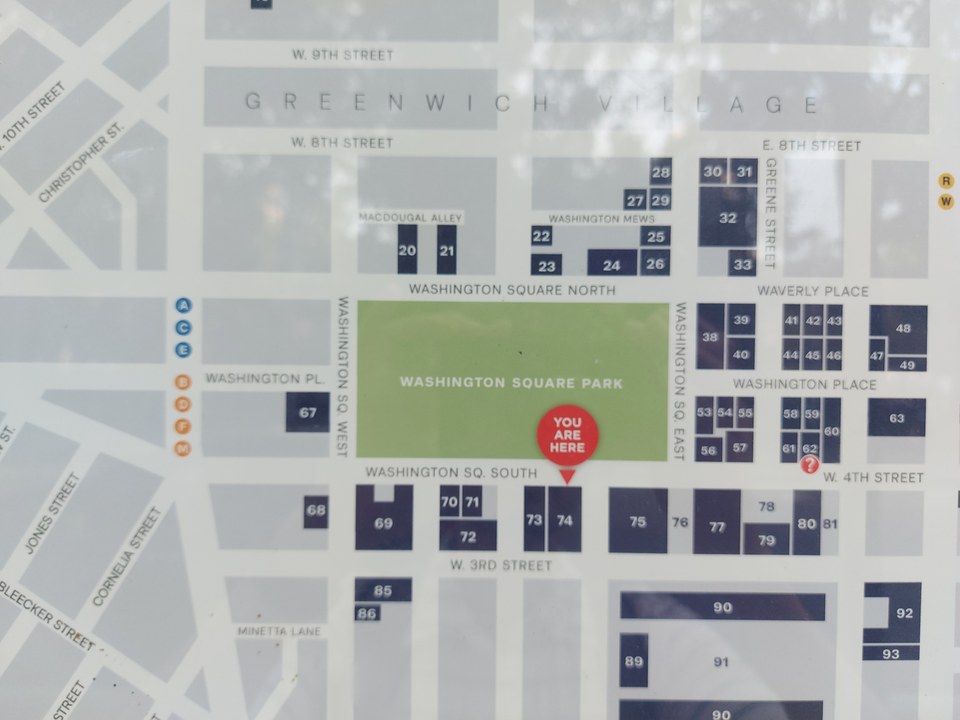 W. 9TH STREET
GREENWICH VILLAGE
10TH STREET
CHRISTOPHER ST.
W. 8TH STREET
E. 8TH STREET
GREENE STREET
28
27 29
30 31
32
33
R
W
MACDOUGAL ALLEY
20 21
WASHINGTON MEWS
22 25
23 24 26
WASHINGTON SQUARE NORTH
WAVERLY PLACE
A
C
E
B
D
F
M
WASHINGTON SQ. WEST
WASHINGTON SQUARE PARK
WASHINGTON SQ. EAST
38 39
40
41 42 43
44 45 46
48
47 49
WASHINGTON PL.
WASHINGTON PLACE
67
YOU
ARE
HERE
53 54 55
56 57
58 59
60
61 62
63
?
WASHINGTON SQ. SOUTH
W. 4TH STREET
ST.
JONES STREET
CORNELIA STREET
BLEECKER STREET
68
69
70 71
72
73 74
75 76 77
78
79
80 81
W. 3RD STREET
85
86
MINETTA LANE
90
89 91
90
92
93
STREET